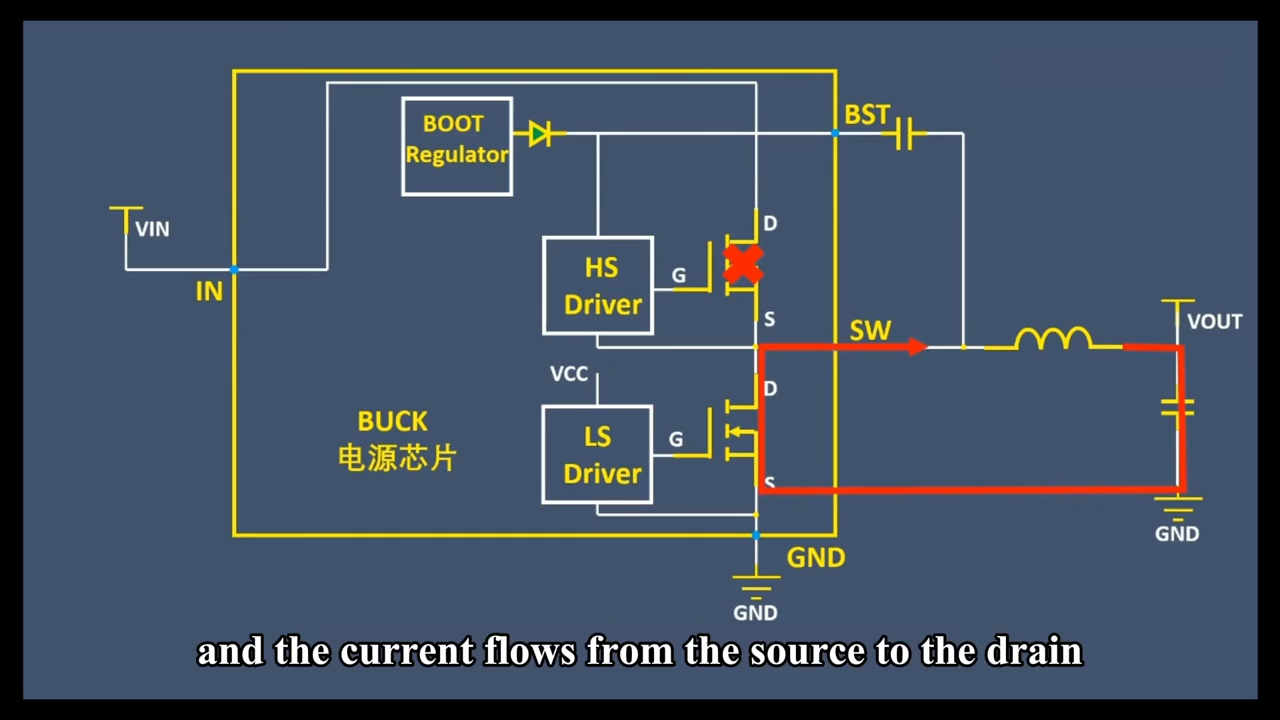 BST
BOOT
Regulator
VIN
D
HS
Driver
G
IN
S
SW
VOUT
VCC
D
BUCK
电源芯片
LS
Driver
G
S
GND
GND
GND
and the current flows from the source to the drain